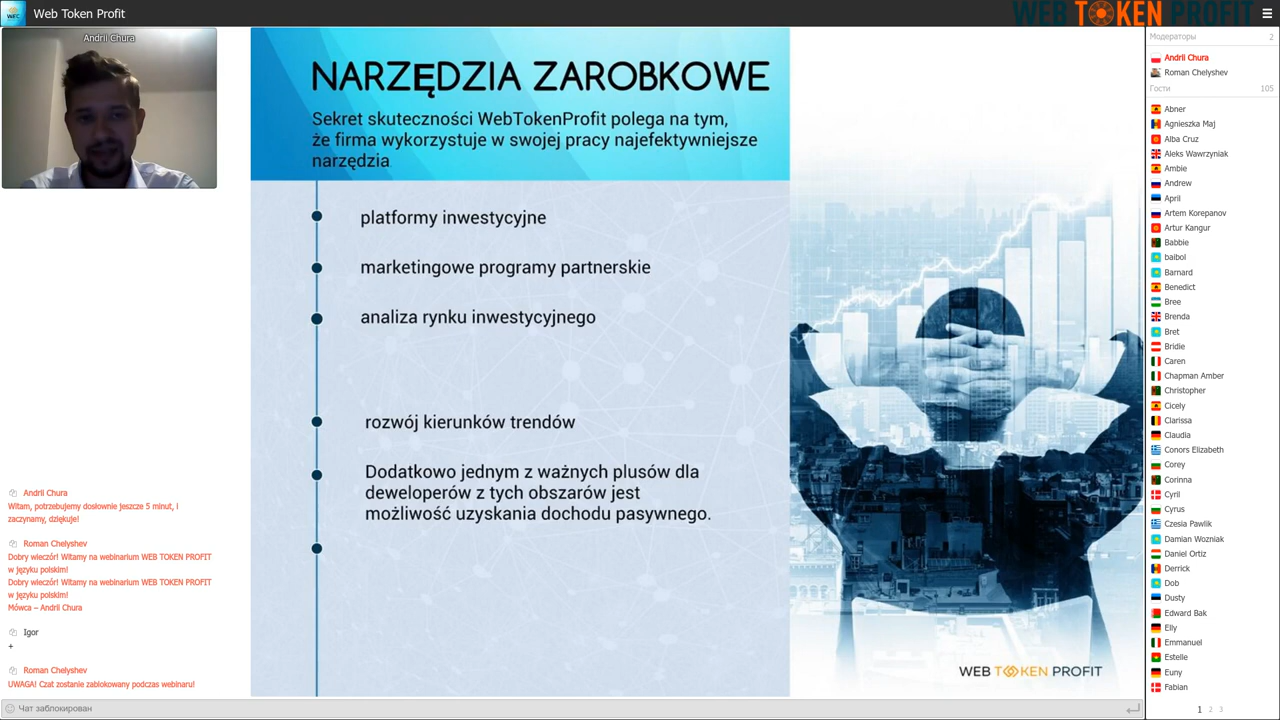 Web Token Profit
WEB TOKEN PROFIT
Andrii Chura
NARZĘDZIA ZAROBKOWE
Sekret skuteczności WebTokenProfit polega na tym,
że firma wykorzystuje w swojej pracy najefektywniejsze
narzędzia
platformy inwestycyjne
marketingowe programy partnerskie
analiza rynku inwestycyjnego
rozwój kierunków trendów
Dodatkowo jednym z ważnych plusów dla
deweloperów z tych obszarów jest
możliwość uzyskania dochodu pasywnego.
WEB TOKEN PROFIT
Andrii Chura
Witam, potrzebujemy dosłownie jeszcze 5 minut, i
zaczynamy, dziękuje!
Roman Chelyshev
Dobry wieczór! Witamy na webinarium WEB TOKEN PROFIT
w języku polskim!
Dobry wieczór! Witamy na webinarium WEB TOKEN PROFIT
w języku polskim!
Mówca – Andrii Chura
Igor
+
Roman Chelyshev
UWAGA! Czat zostanie zablokowany podczas webinaru!
Чат заблокирован
Модераторы 2
Andrii Chura
Roman Chelyshev
Гости 105
Abner
Agnieszka Maj
Alba Cruz
Aleks Wawrzyniak
Ambie
Andrew
April
Artem Korepanov
Artur Kangur
Babbie
baibol
Barnard
Benedict
Bree
Brenda
Bret
Bridie
Caren
Chapman Amber
Christopher
Cicely
Clarissa
Claudia
Conors Elizabeth
Corey
Corinna
Cyril
Cyrus
Czesia Pawlik
Damian Wozniak
Daniel Ortiz
Derrick
Dob
Dusty
Edward Bak
Elly
Emmanuel
Estelle
Euny
Fabian
1 2 3